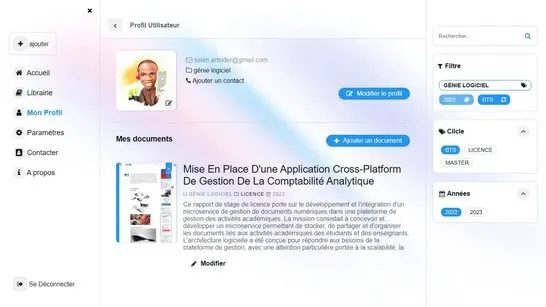 ajouter
Accueil
Librairie
Mon Profil
Paramètres
Contacter
A propos
Se Déconnecter
Profil Utilisateur
génie logiciel
Ajouter un contact
Modifier le profil
Mes documents
Ajouter un document
Mise En Place D'une Application Cross-Platform
De Gestion De La Comptabilité Analytique
GÉNIE LOGICIEL LICENCE 2022
Ce rapport de stage de licence porte sur le développement et l'intégration d'un
microservice de gestion de documents numériques dans une plateforme de
gestion des activités académiques. La mission consistait à concevoir et...
développer un microservice permettant de stocker, de partager et d'organiser
les documents liés aux activités académiques des étudiants et des enseignants.
L'architecture logicielle a été conçue pour répondre aux besoins de la
plateforme de gestion, avec une attention particulière portée à la scalabilité, la
Modifier
Rechercher...
Filtre
GÉNIE LOGICIEL
2022 BTS
Cilcle
BTS LICENCE
MASTER
Années
2022 2023